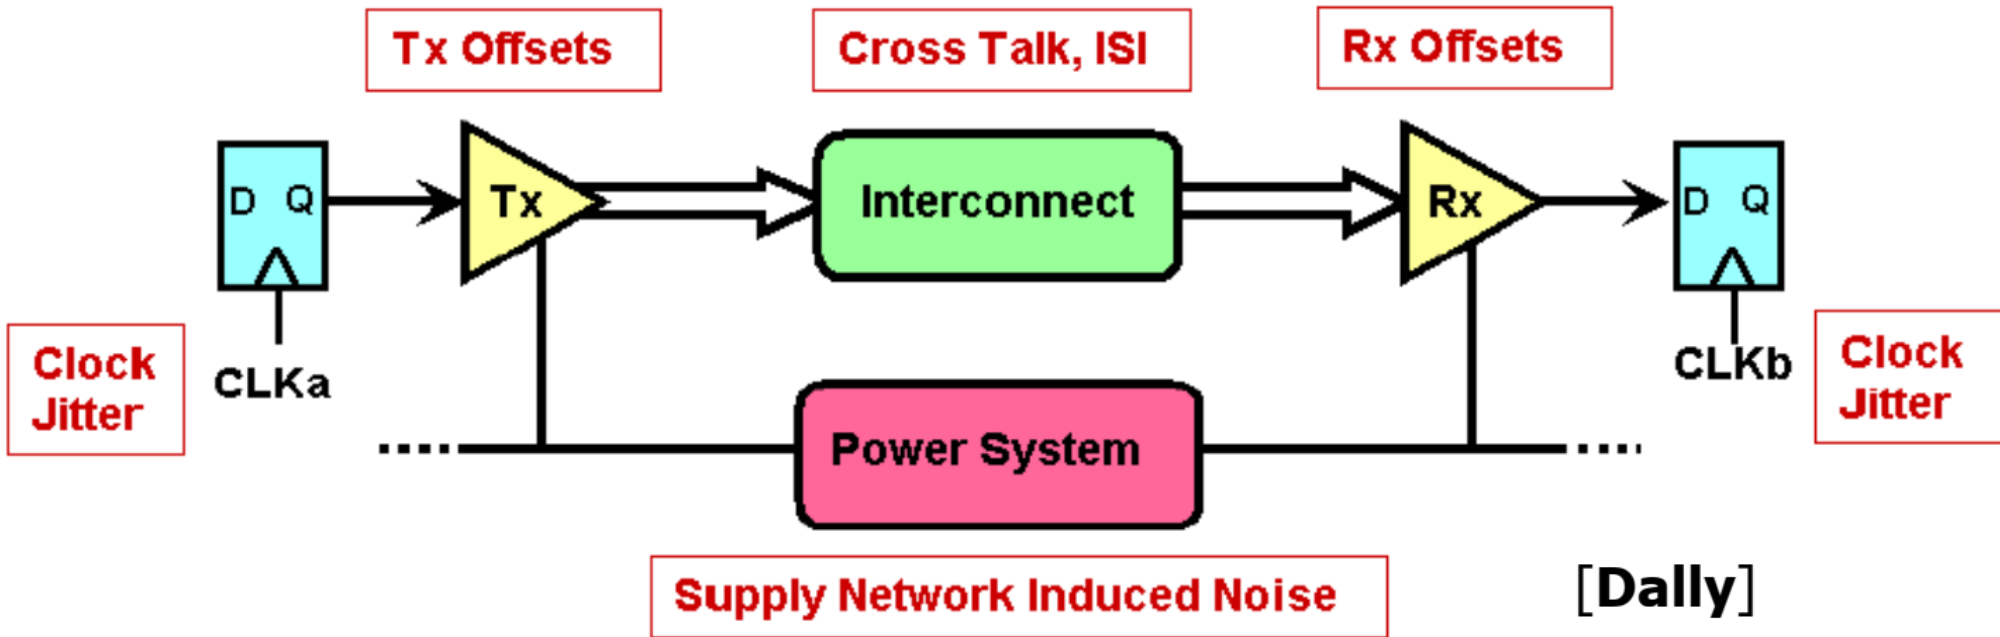 Tx Offsets
Cross Talk, ISI
Rx Offsets
D Q
Tx
Interconnect
Rx
D Q
Clock
Jitter
CLKa
CLKb
Clock
Jitter
Power System
Supply Network Induced Noise
[Dally]